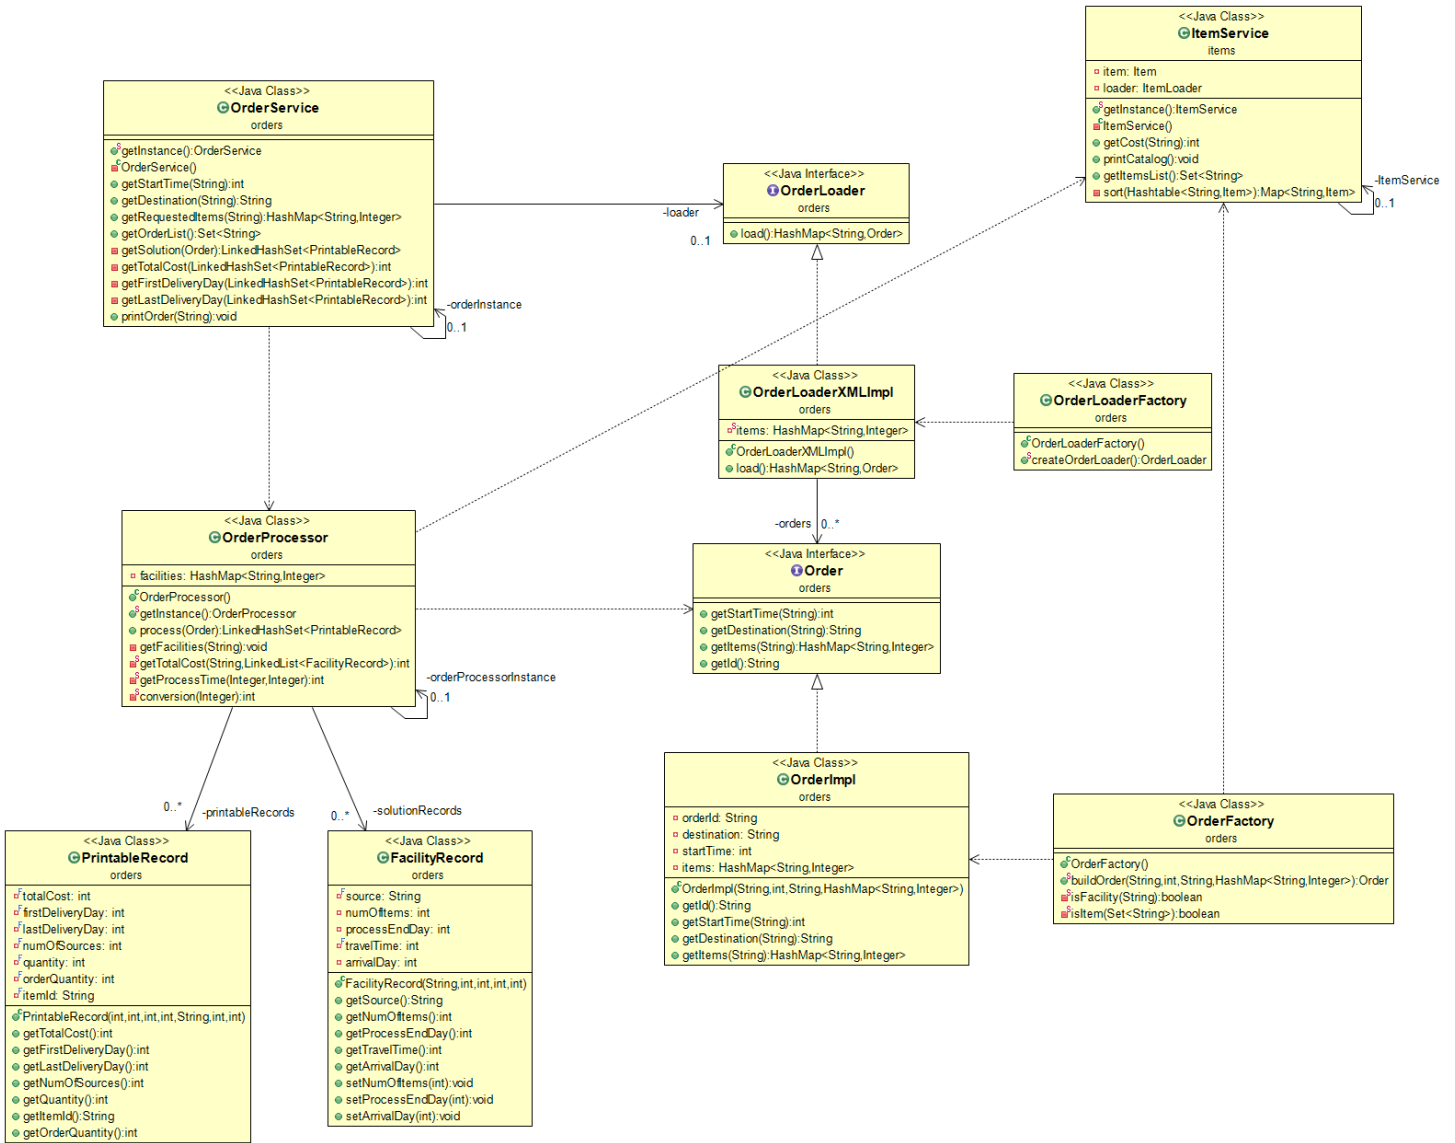 <<Java Class>>
ItemService
items
item: Item
loader: ItemLoader
getInstance():ItemService
ItemService()
getCost(String):int
printCatalog():void
getItemsList():Set<String>
sort(Hashtable<String,Item>):Map<String,Item>
-ItemService
0..1
<<Java Class>>
OrderService
orders
getInstance():OrderService
OrderService()
getStartTime(String):int
getDestination(String):String
getRequestedItems(String):HashMap<String,Integer>
getOrderList():Set<String>
getSolution(Order):LinkedHashSet<PrintableRecord>
getTotalCost(LinkedHashSet<PrintableRecord>):int
getFirstDeliveryDay(LinkedHashSet<PrintableRecord>):int
getLastDeliveryDay(LinkedHashSet<PrintableRecord>):int
printOrder(String):void
-orderInstance
0..1
-loader
0..1
<<Java Interface>>
OrderLoader
orders
load():HashMap<String,Order>
<<Java Class>>
OrderLoaderXMLImpl
orders
items: HashMap<String,Integer>
OrderLoaderXMLImpl()
load():HashMap<String,Order>
<<Java Class>>
OrderLoaderFactory
orders
OrderLoaderFactory()
createOrderLoader():OrderLoader
-orders
0..*
<<Java Class>>
OrderProcessor
orders
facilities: HashMap<String,Integer>
OrderProcessor()
getInstance():OrderProcessor
process(Order):LinkedHashSet<PrintableRecord>
getFacilities(String):void
getTotalCost(String,LinkedList<FacilityRecord>):int
getProcessTime(Integer,Integer):int
conversion(Integer):int
-orderProcessorInstance
0..1
<<Java Interface>>
Order
orders
getStartTime(String):int
getDestination(String):String
getItems(String):HashMap<String,Integer>
getId():String
0..*
-printableRecords
0..*
-solutionRecords
<<Java Class>>
PrintableRecord
orders
totalCost: int
firstDeliveryDay: int
lastDeliveryDay: int
numOfSources: int
quantity: int
orderQuantity: int
itemId: String
PrintableRecord(int,int,int,int,String,int,int)
getTotalCost():int
getFirstDeliveryDay():int
getLastDeliveryDay():int
getNumOfSources():int
getQuantity():int
getItemId():String
getOrderQuantity():int
<<Java Class>>
FacilityRecord
orders
source: String
numOfItems: int
processEndDay: int
travelTime: int
arrivalDay: int
FacilityRecord(String,int,int,int,int)
getSource():String
getNumOfItems():int
getProcessEndDay():int
getTravelTime():int
getArrivalDay():int
setNumOfItems(int):void
setProcessEndDay(int):void
setArrivalDay(int):void
<<Java Class>>
OrderImpl
orders
orderId: String
destination: String
startTime: int
items: HashMap<String,Integer>
OrderImpl(String,int,String,HashMap<String,Integer>)
getId():String
getStartTime(String):int
getDestination(String):String
getItems(String):HashMap<String,Integer>
<<Java Class>>
OrderFactory
orders
OrderFactory()
buildOrder(String,int,String,HashMap<String,Integer>):Order
isFacility(String):boolean
isItem(Set<String>):boolean